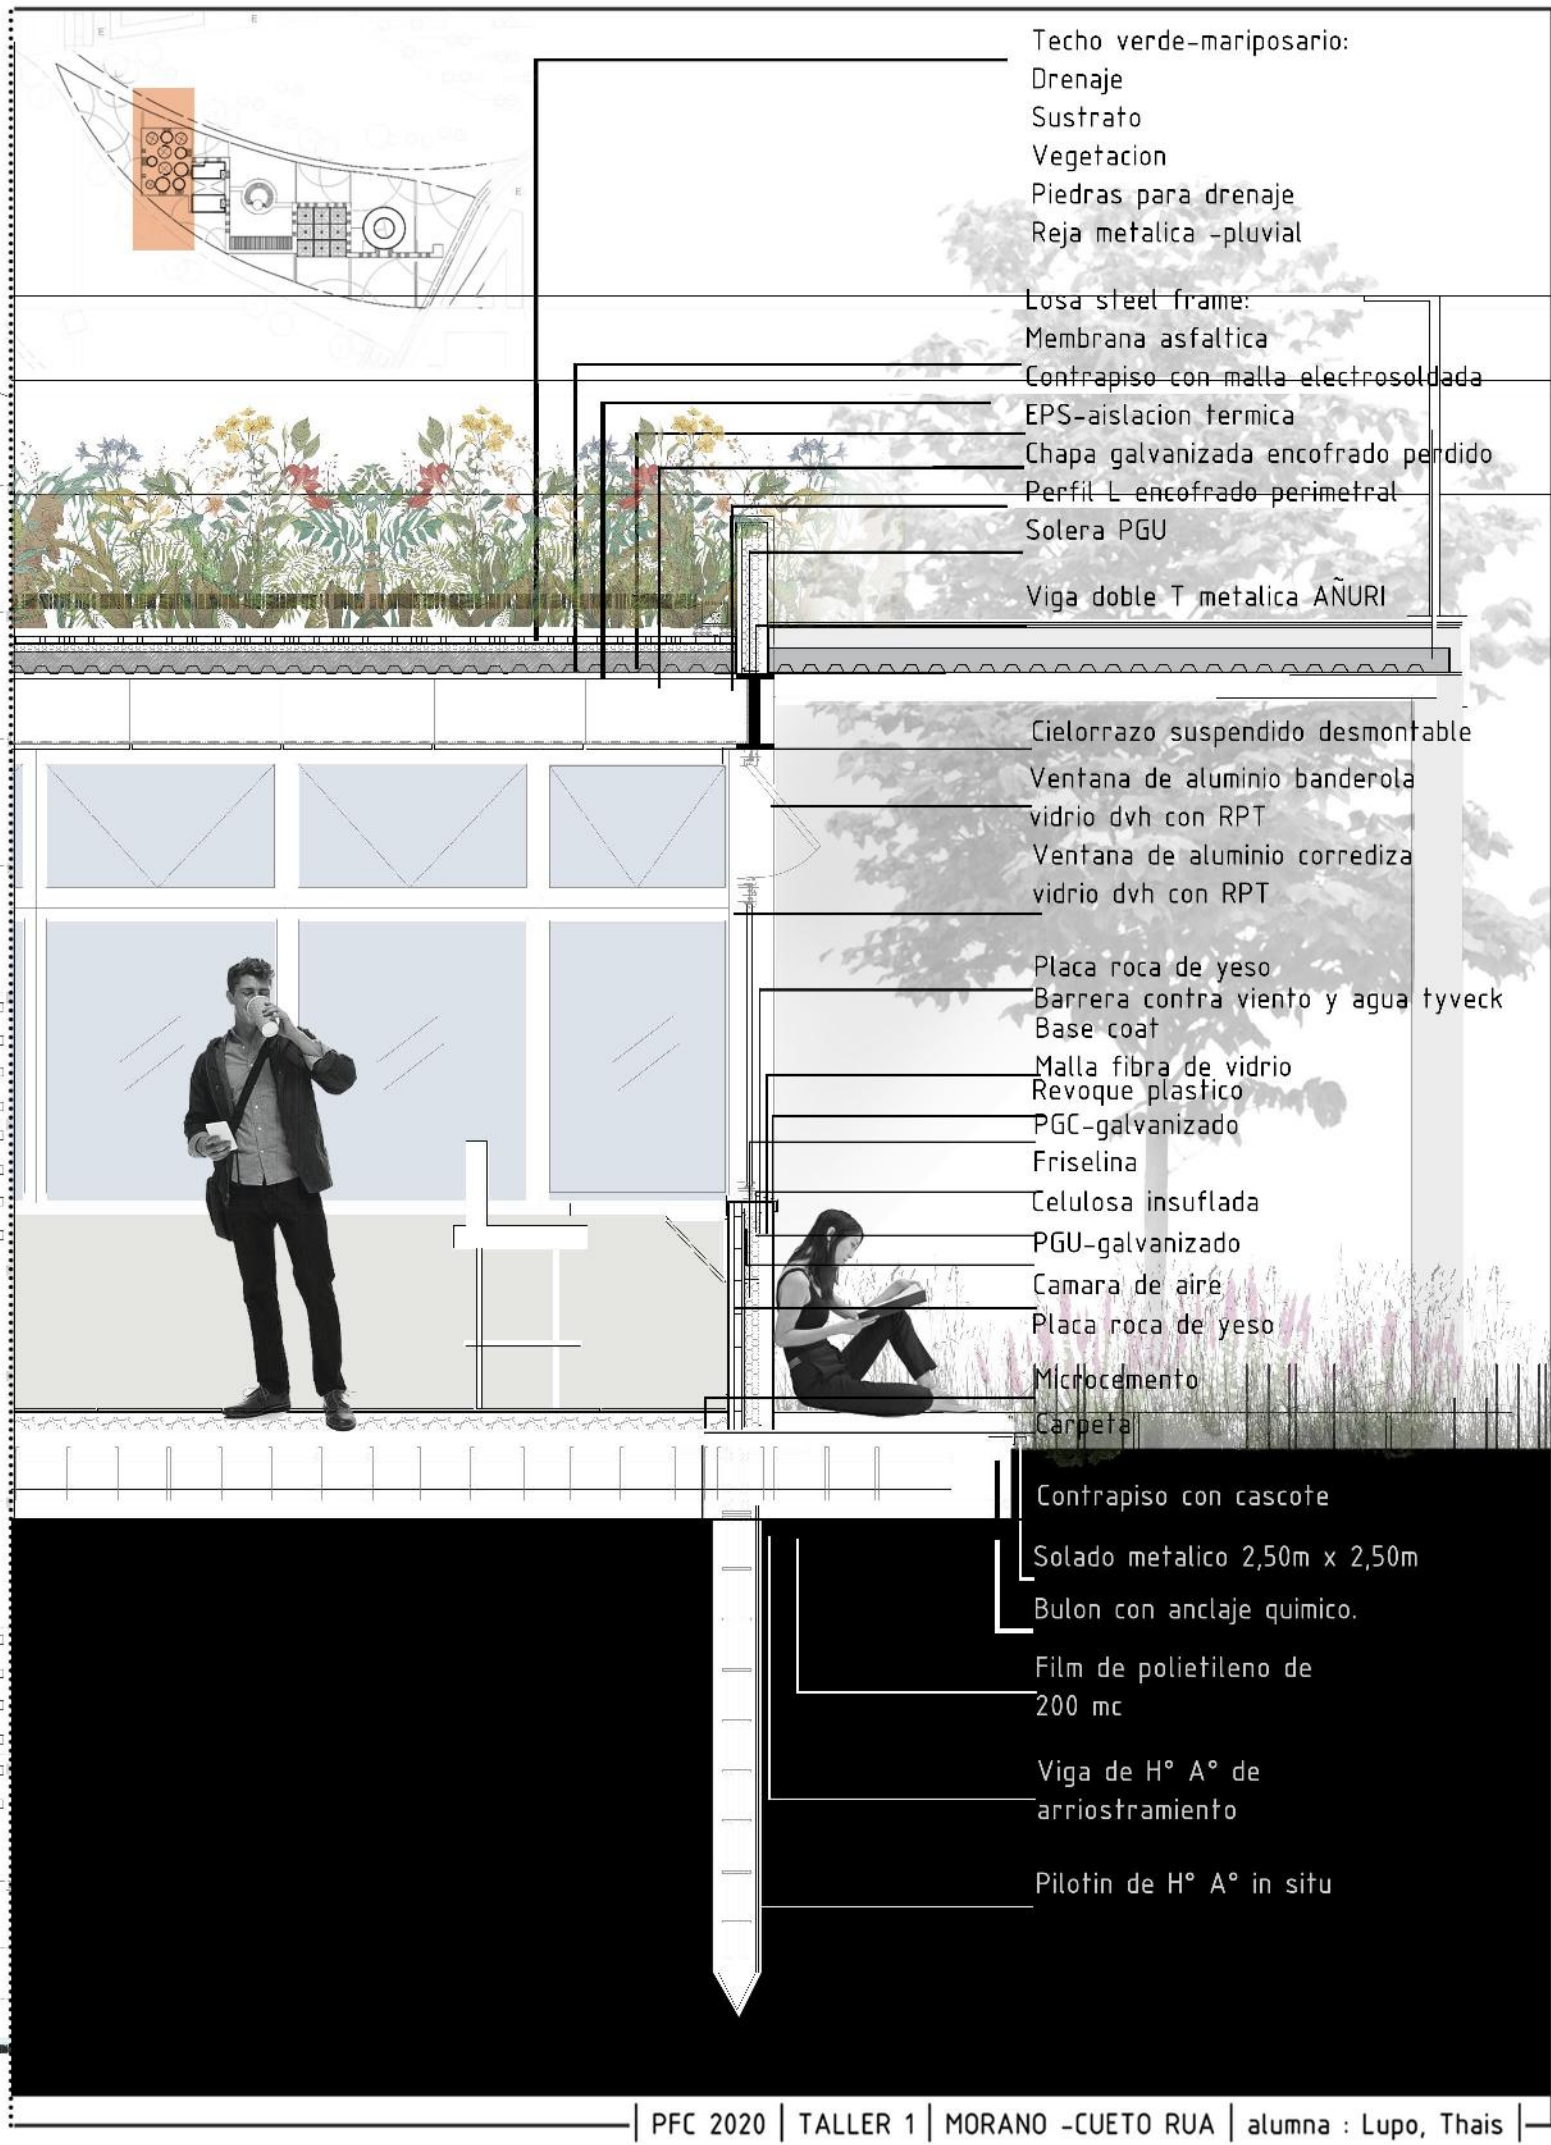 Techo verde-mariposario:
Drenaje
Sustrato
Vegetacion
Piedras para drenaje
Reja metalica -pluvial
Losa steel frame:
Membrana asfaltica
Contrapiso con malla electrosoldada
EPS-aislacion termica
Chapa galvanizada encofrado perdido
Perfil L encofrado perimetral
Solera PGU
Viga doble T metalica AÑURI
Cielorrazo suspendido desmontable
Ventana de aluminio banderola
vidrio dvh con RPT
Ventana de aluminio corrediza
vidrio dvh con RPT
Placa roca de yeso
Barrera contra viento y agua tyveck
Base coat
Malla fibra de vidrio
Revoque plastico
PGC-galvanizado
Friselina
Celulosa insuflada
PGU-galvanizado
Camara de aire
Placa roca de yeso
Microcemento
Carpeta
Contrapiso con cascote
Solado metalico 2,50m x 2,50m
Bulon con anclaje quimico.
Film de polietileno de
200 mc
Viga de H° A° de
arriostramiento
Pilotin de H° A° in situ
E
E
E
PFC 2020 | TALLER 1 | MORANO -CUETO RUA | alumna : Lupo, Thais